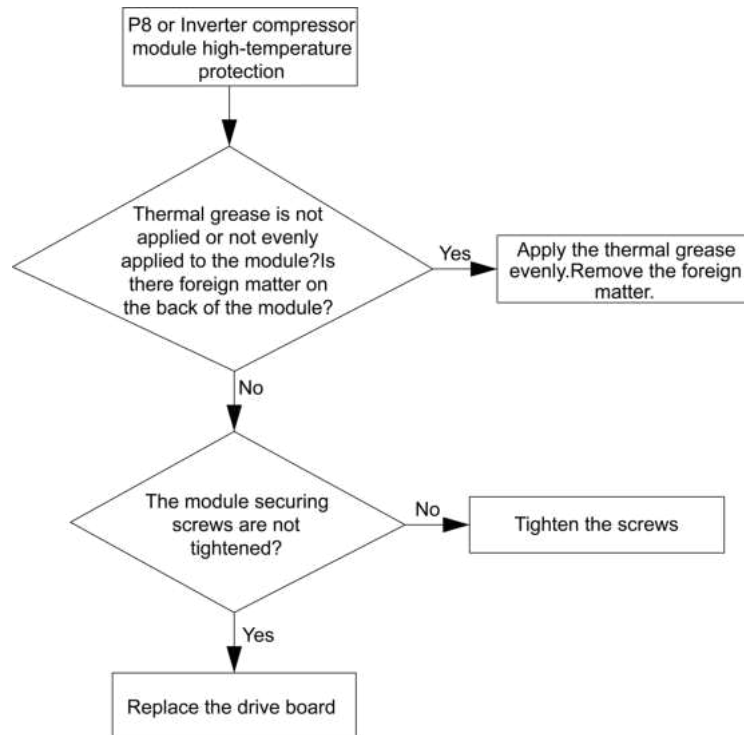 P8 or Inverter compressor
module high-temperature
protection
Thermal grease is not
applied or not evenly
applied to the module?Is
there foreign matter on
the back of the module?
Yes
Apply the thermal grease
evenly.Remove the foreign
matter.
No
The module securing
screws are not
tightened?
No
Tighten the screws
Yes
Replace the drive board